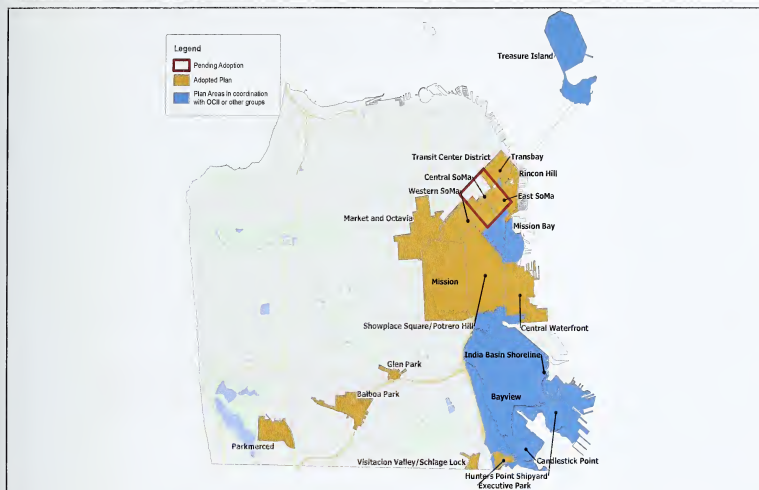 Legend
Pending Adoption
Adopted Plan
Plan Areas in coordination
with OCII or other groups
Treasure Island
Transit Center District
Transbay
Central SoMa
Rincon Hill
Western SoMa
East SoMa
Market and Octavia
Mission Bay
Mission
Showplace Square/Potrero Hill
Central Waterfront
India Basin Shoreline
Glen Park
Balboa Park
Bayview
Parkmerced
Visitacion Valley/Schlage Lock
Candlestick Point
Hunters Point Shipyard
Executive Park